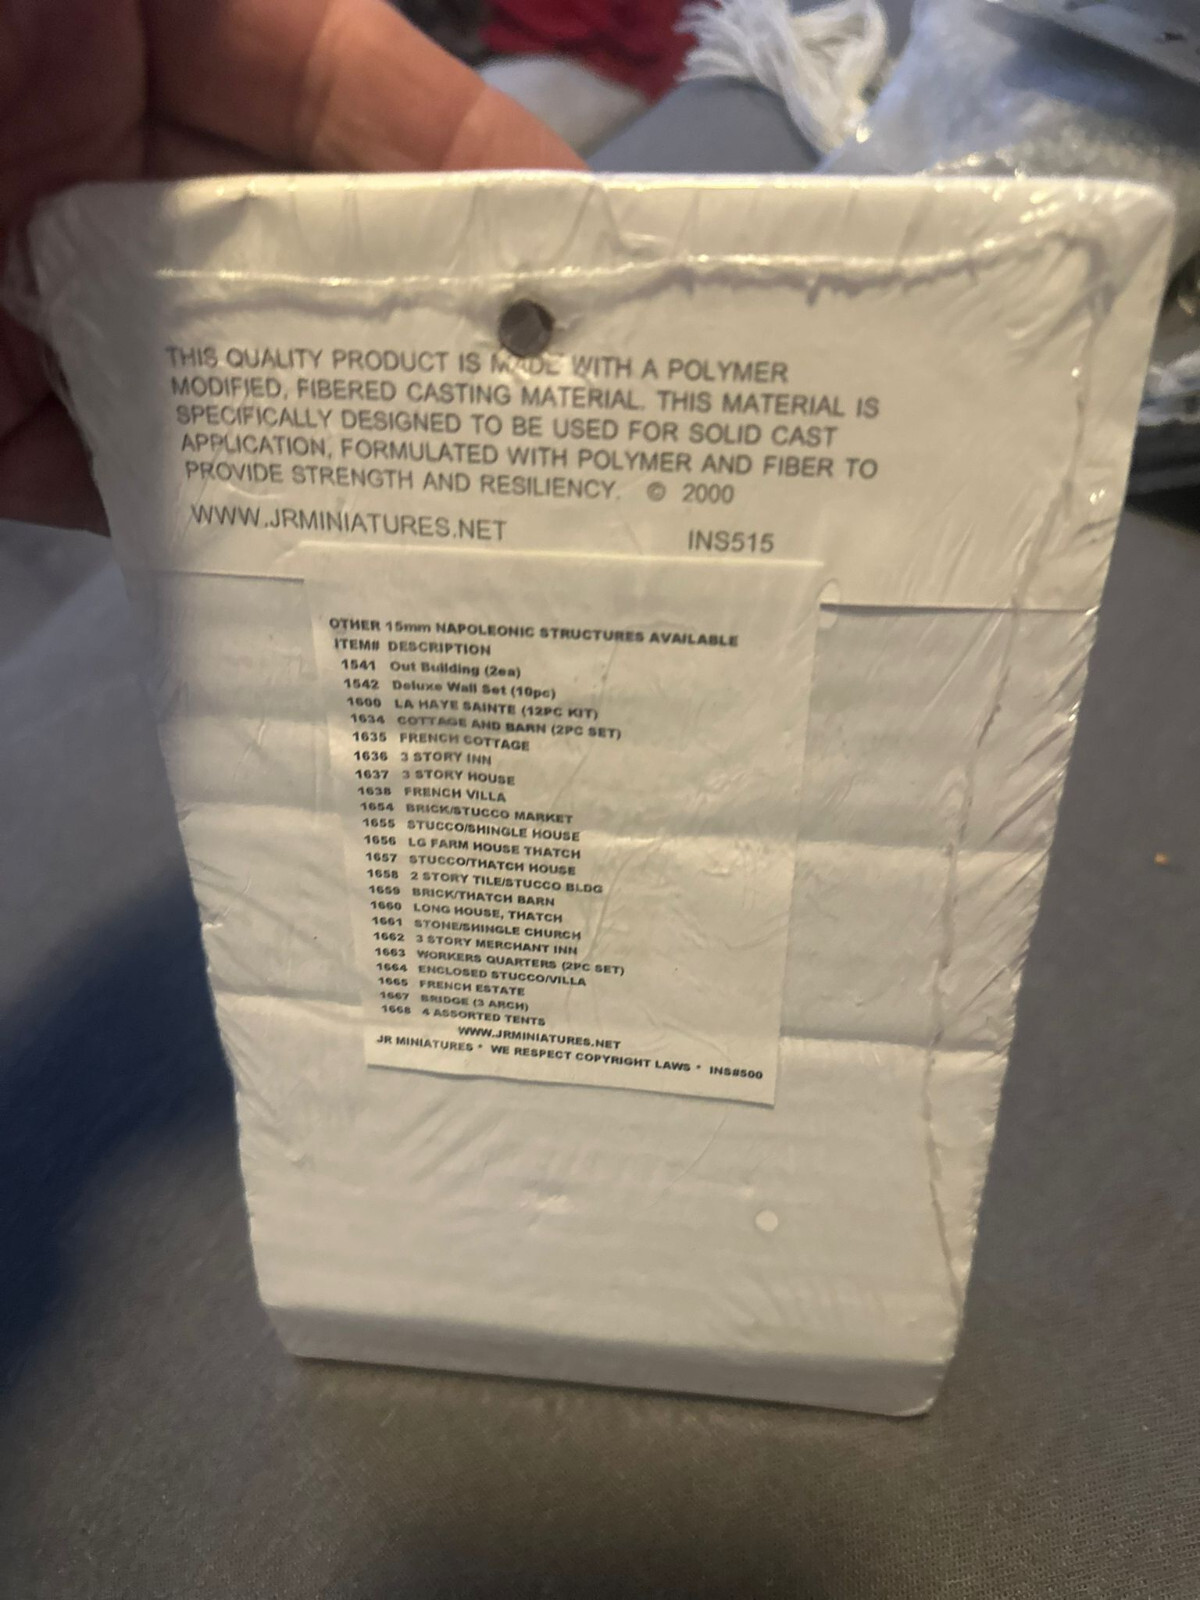 THIS QUALITY PRODUCT IS MADE WITH A POLYMER
MODIFIED, FIBERED CASTING MATERIAL. THIS MATERIAL IS
SPECIFICALLY DESIGNED TO BE USED FOR SOLID CAST
APPLICATION, FORMULATED WITH POLYMER AND FIBER TO
PROVIDE STRENGTH AND RESILIENCY. © 2000
WWW.JRMINIATURES.NET INS515
OTHER 15mm NAPOLEONIC STRUCTURES AVAILABLE
ITEM# DESCRIPTION
1541 Out Building (2ea)
1542 Deluxe Wall Set (10pc)
1600 LA HAYE SAINTE (12PC KIT)
1634 COTTAGE AND BARN (2PC SET)
1635 FRENCH COTTAGE
1636 3 STORY INN
1637 3 STORY HOUSE
1638 FRENCH VILLA
1654 BRICK/STUCCO MARKET
1655 STUCCO/SHINGLE HOUSE
1656 LG FARM HOUSE THATCH
1657 STUCCO/THATCH HOUSE
1658 2 STORY TILE/STUCCO BLDG
1659 BRICK/THATCH BARN
1660 LONG HOUSE, THATCH
1661 STONE/SHINGLE CHURCH
1662 3 STORY MERCHANT INN
1663 WORKERS QUARTERS (2PC SET)
1664 ENCLOSED STUCCO/VILLA
1665 FRENCH ESTATE
1667 BRIDGE (3 ARCH)
1668 4 ASSORTED TENTS
WWW.JRMINIATURES.NET
JR MINIATURES * WE RESPECT COPYRIGHT LAWS * INS#500